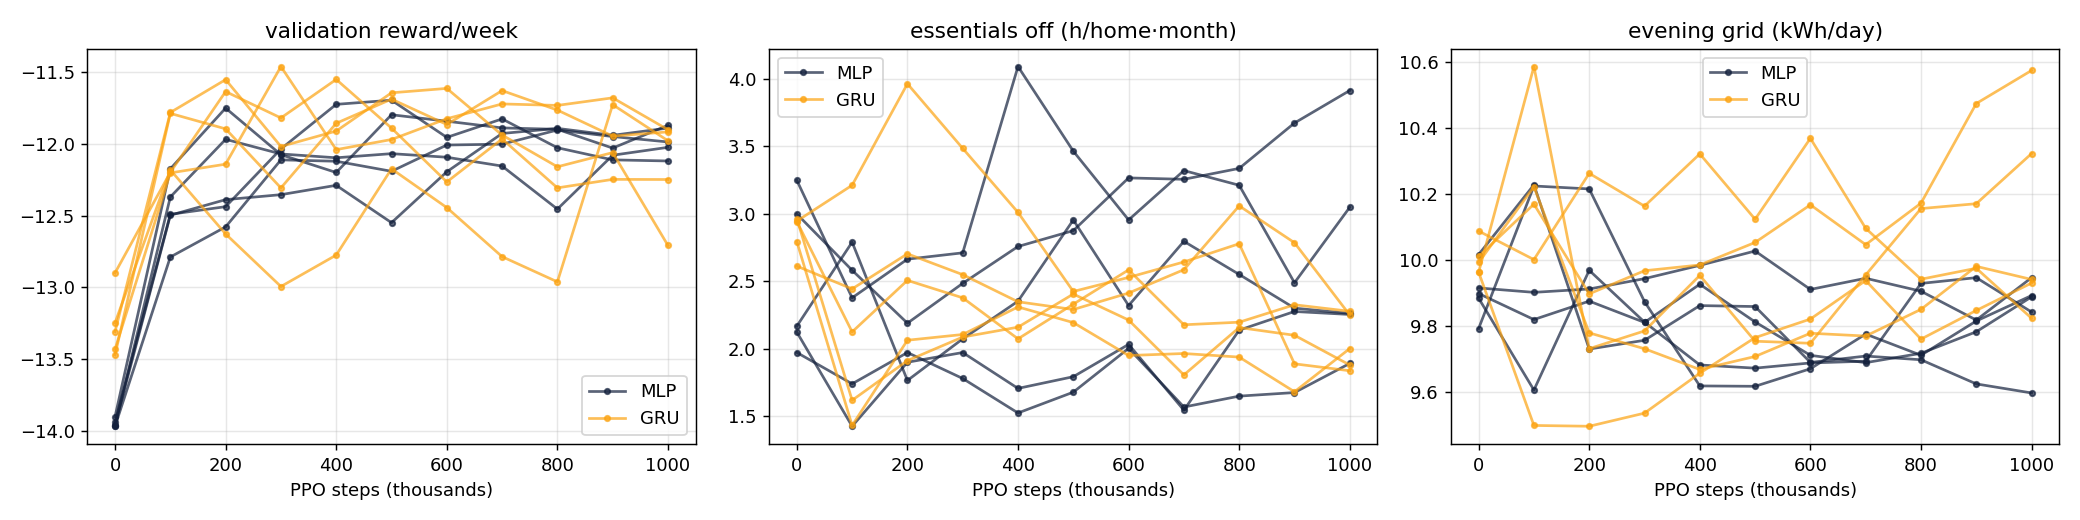 validation reward/week
−11.5
−12.0
−12.5
−13.0
−13.5
−14.0
0 200 400 600 800 1000
PPO steps (thousands)
MLP
GRU
essentials off (h/home·month)
MLP
GRU
4.0
3.5
3.0
2.5
2.0
1.5
0 200 400 600 800 1000
PPO steps (thousands)
evening grid (kWh/day)
MLP
GRU
10.6
10.4
10.2
10.0
9.8
9.6
0 200 400 600 800 1000
PPO steps (thousands)